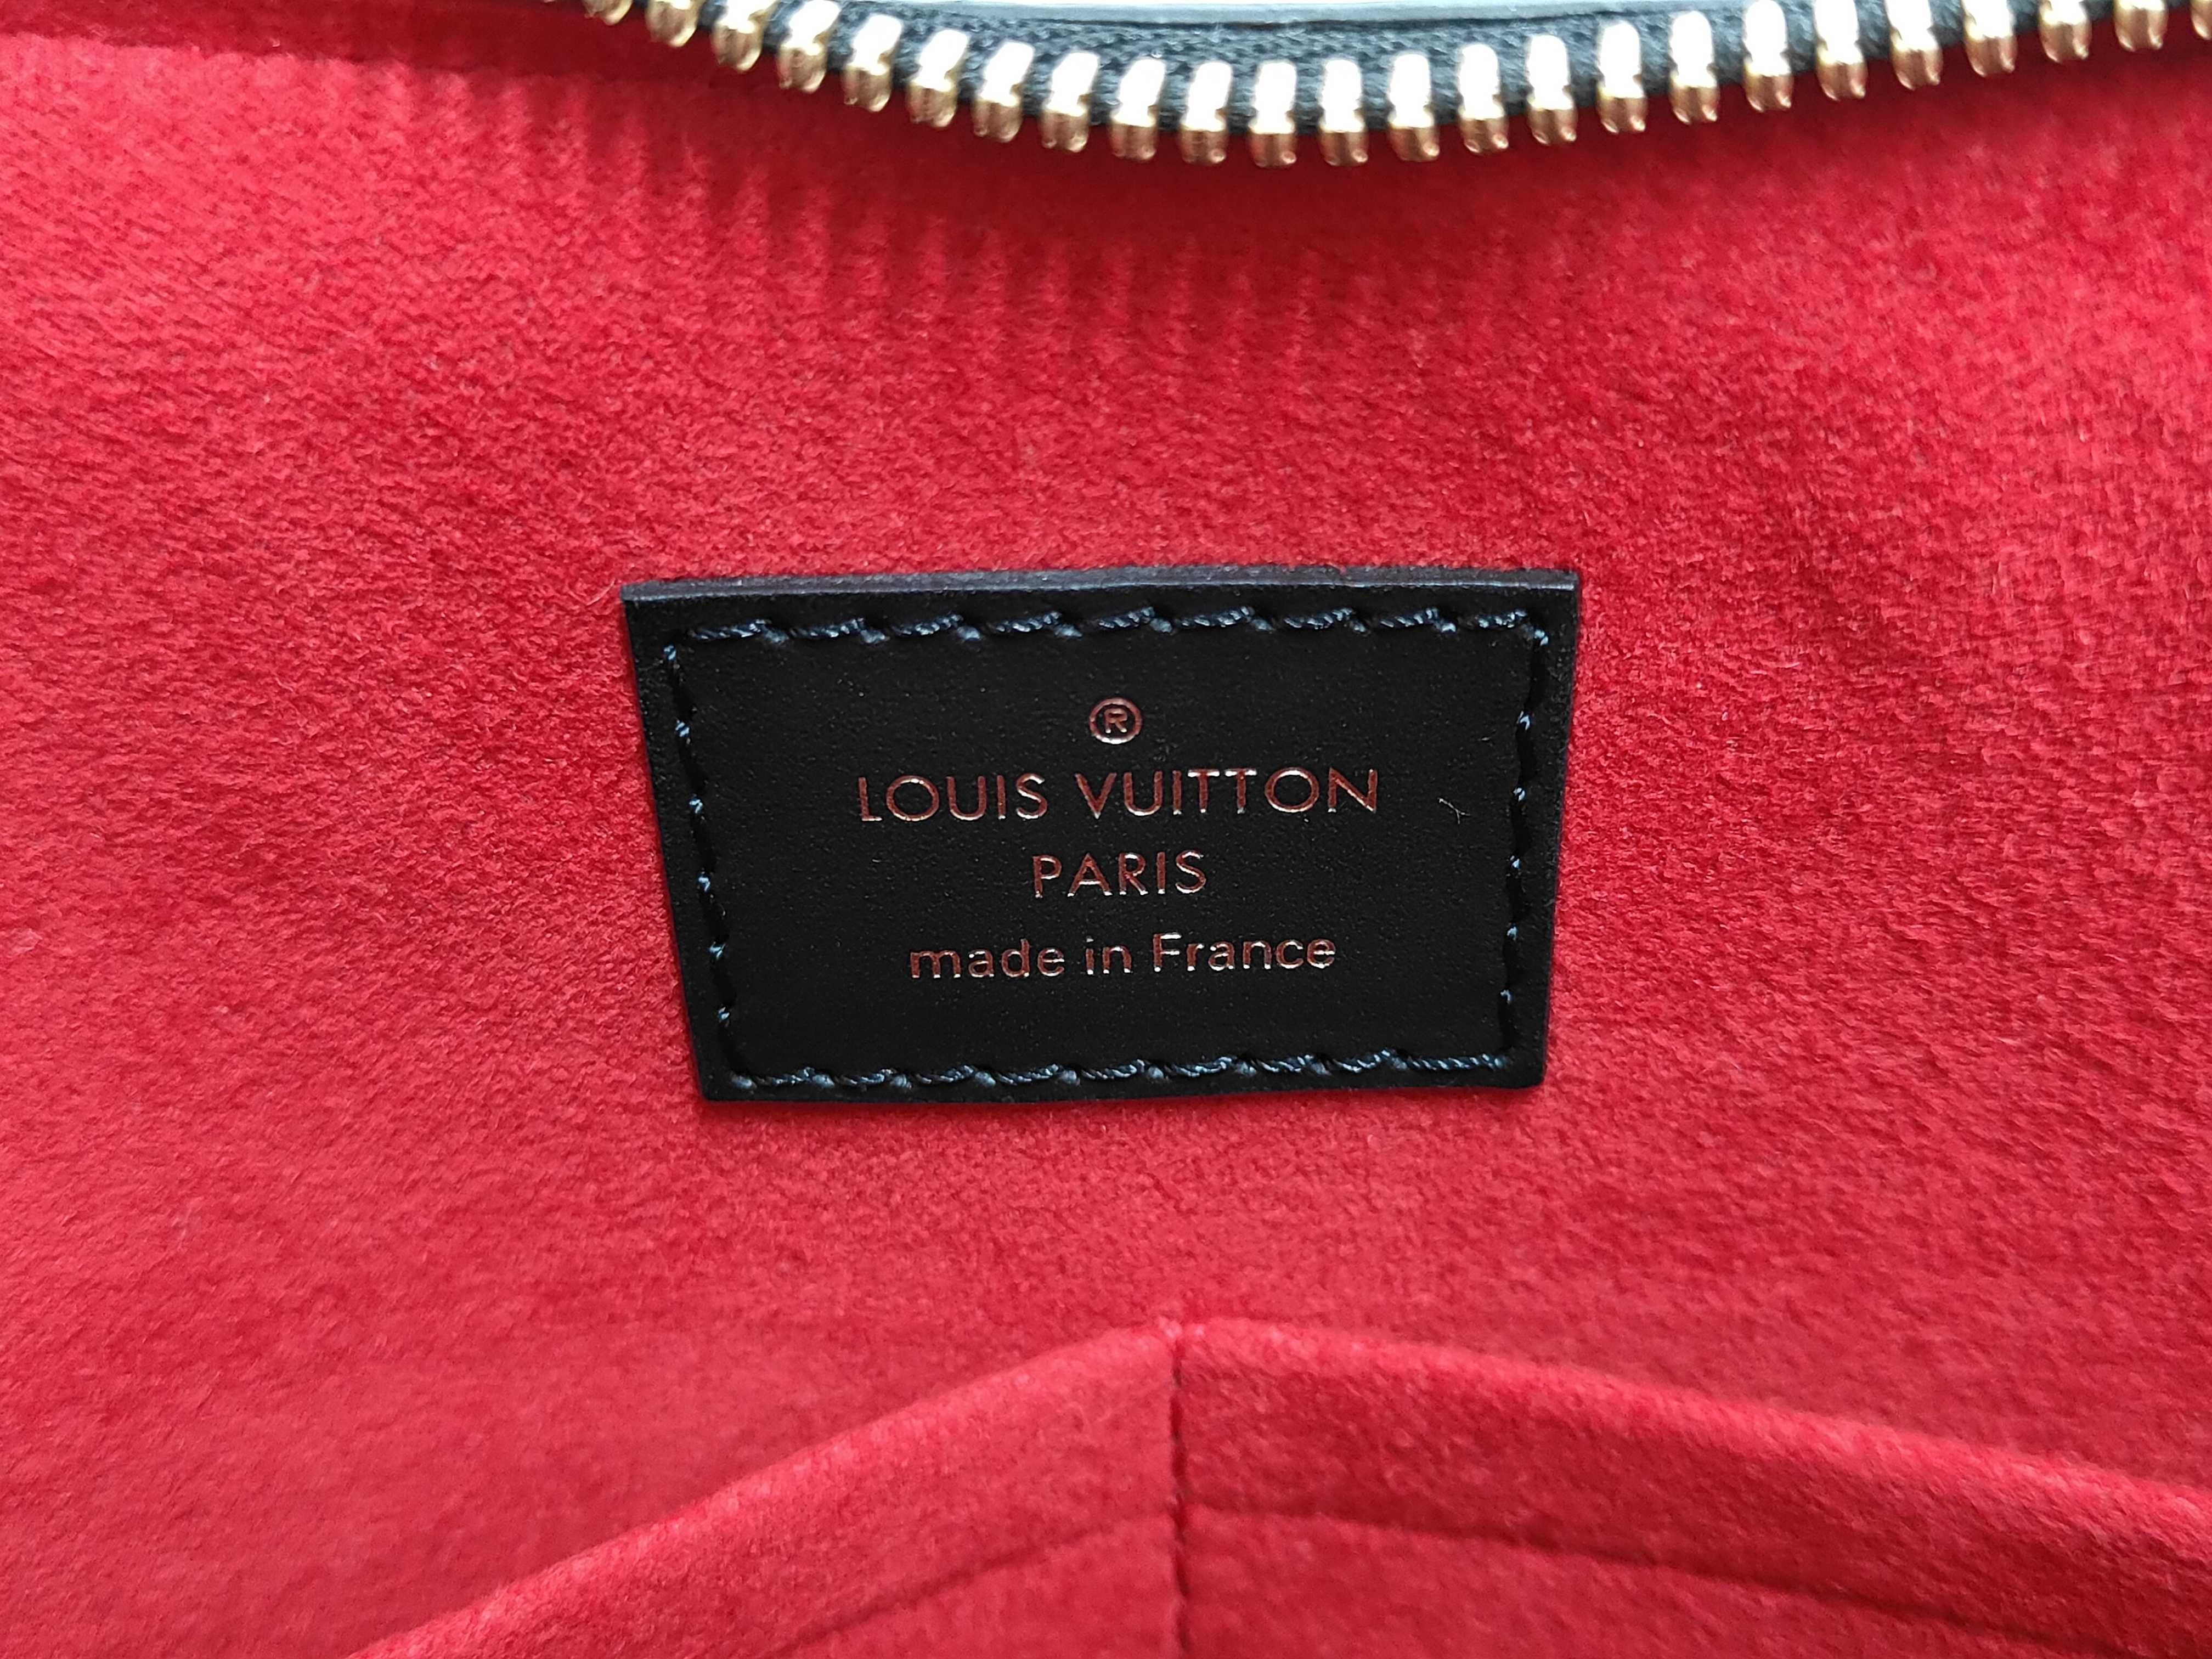 ®
LOUIS VUITTON
PARIS
made in France